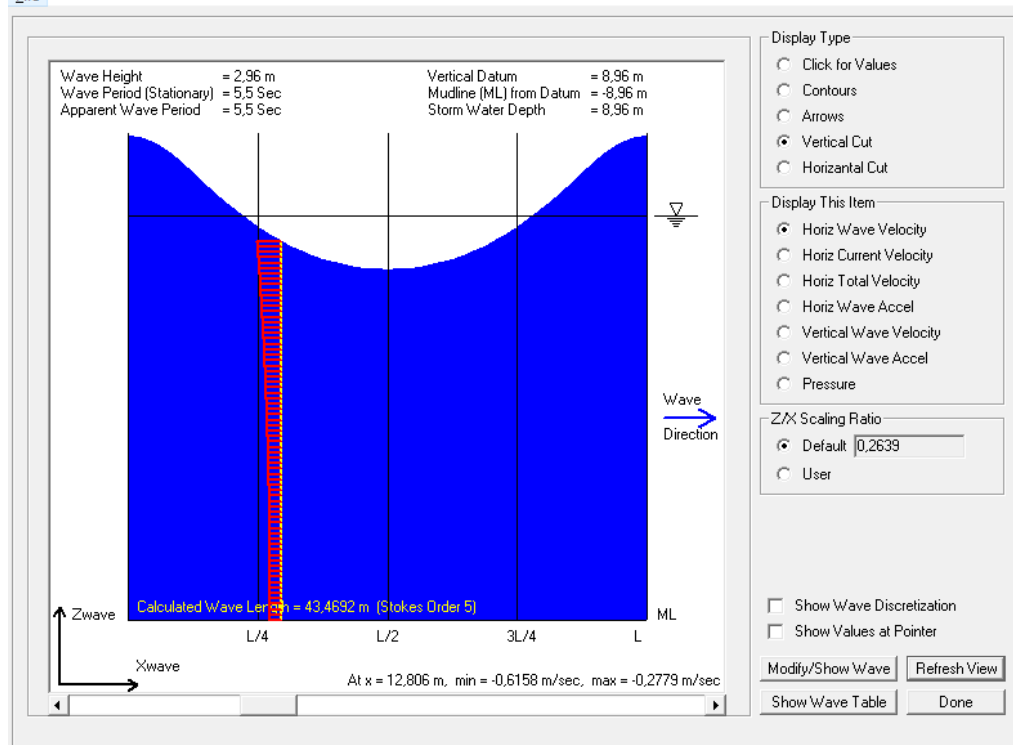 Wave Height = 2,96 m
Wave Period (Stationary) = 5,5 Sec
Apparent Wave Period = 5,5 Sec
Vertical Datum = 8,96 m
Mudline (ML) from Datum = -8,96 m
Storm Water Depth = 8,96 m
Wave
Direction
Calculated Wave Length = 43,4692 m (Stokes Order 5)
Zwave
ML
L/4
L/2
3L/4
L
Xwave
At x = 12,806 m, min = -0,6158 m/sec, max = -0,2779 m/sec
Display Type
Click for Values
Contours
Arrows
Vertical Cut
Horizantal Cut
Display This Item
Horiz Wave Velocity
Horiz Current Velocity
Horiz Total Velocity
Horiz Wave Accel
Vertical Wave Velocity
Vertical Wave Accel
Pressure
Z/X Scaling Ratio
Default 0,2639
User
Show Wave Discretization
Show Values at Pointer
Modify/Show Wave
Refresh View
Show Wave Table
Done